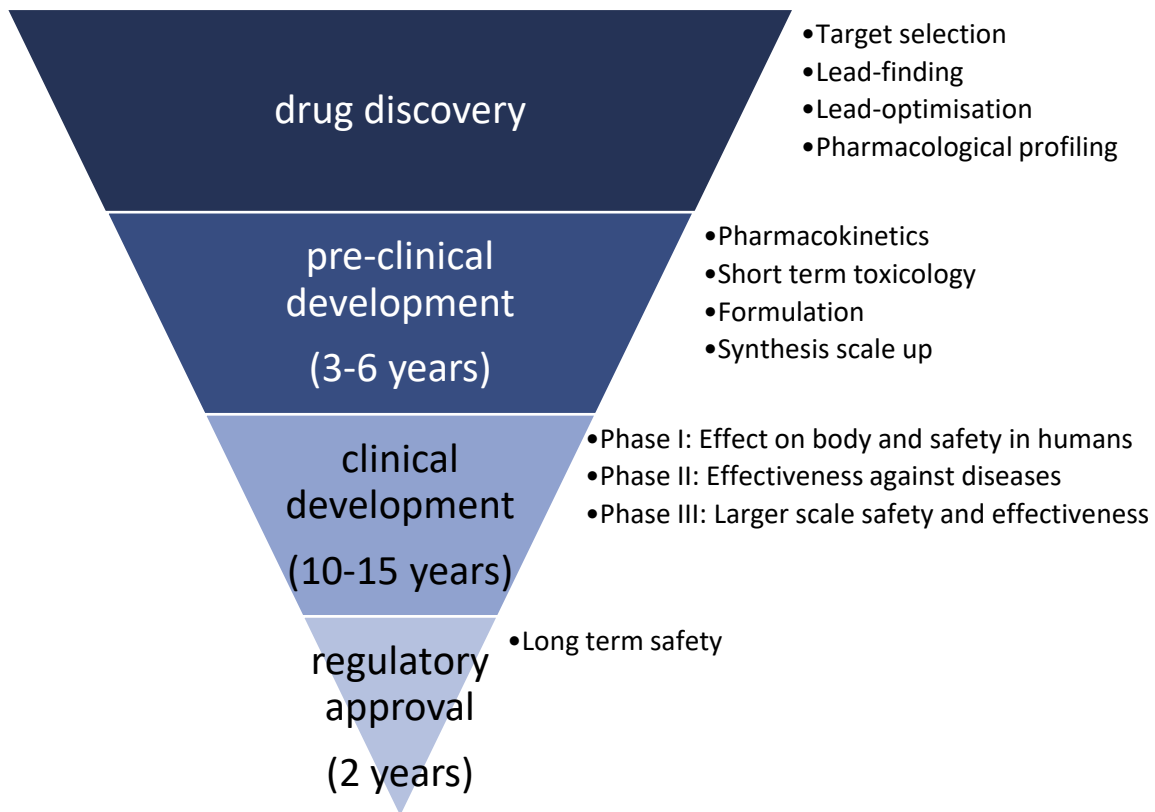 drug discovery
•Target selection
•Lead-finding
•Lead-optimisation
•Pharmacological profiling
pre-clinical
development
(3-6 years)
•Pharmacokinetics
•Short term toxicology
•Formulation
•Synthesis scale up
clinical
development
(10-15 years)
•Phase I: Effect on body and safety in humans
•Phase II: Effectiveness against diseases
•Phase III: Larger scale safety and effectiveness
regulatory
approval
(2 years)
•Long term safety